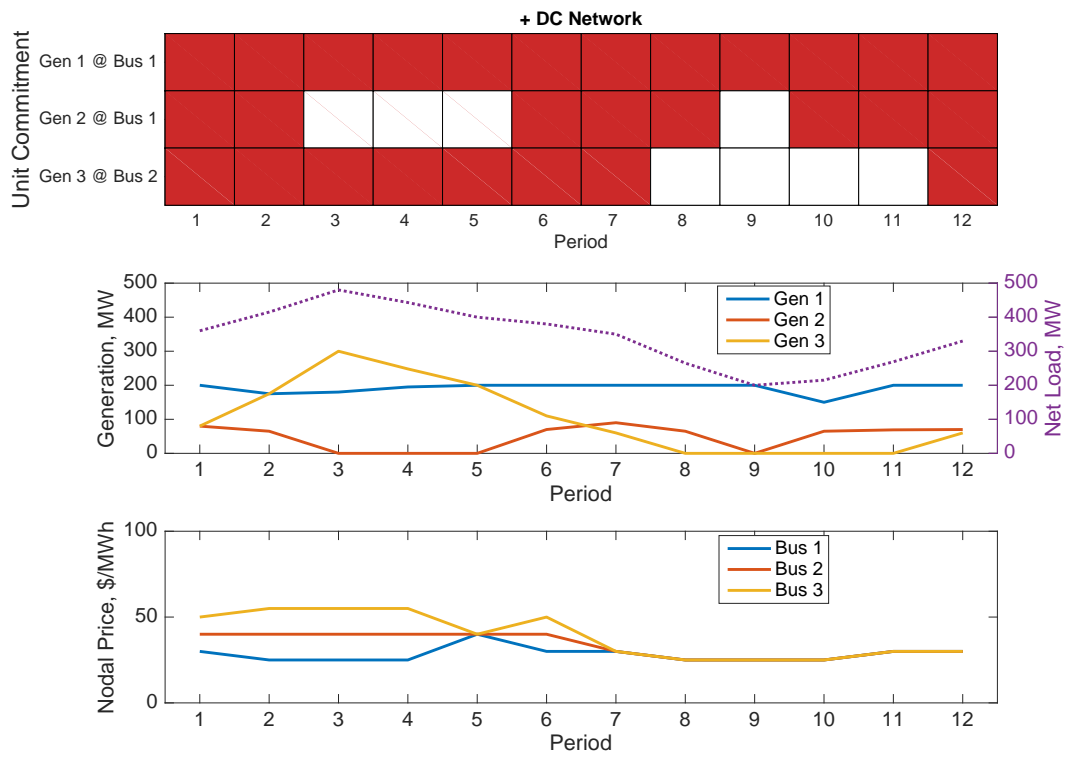 + DC Network
Unit Commitment
Gen 1 @ Bus 1
Gen 2 @ Bus 1
Gen 3 @ Bus 2
1 2 3 4 5 6 7 8 9 10 11 12
Period
Generation, MW
500
400
300
200
100
0
Gen 1
Gen 2
Gen 3
500
400
300
200
100
0
Net Load, MW
1 2 3 4 5 6 7 8 9 10 11 12
Period
Nodal Price, $/MWh
100
50
0
Bus 1
Bus 2
Bus 3
1 2 3 4 5 6 7 8 9 10 11 12
Period